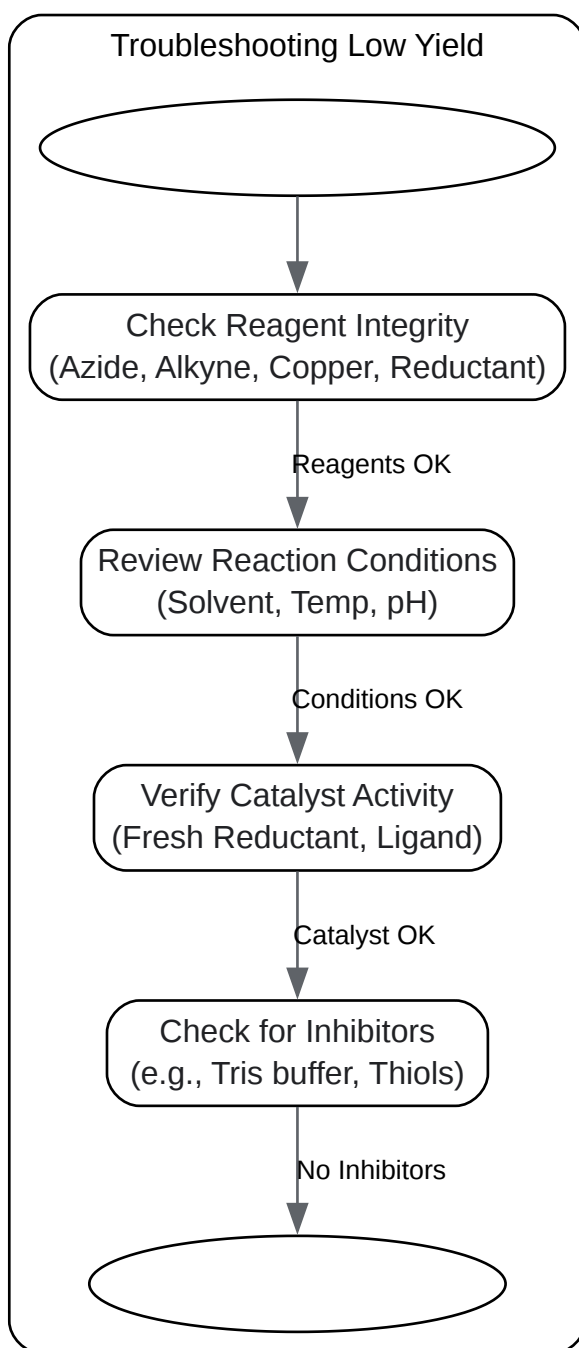 Troubleshooting Low Yield
Check Reagent Integrity
(Azide, Alkyne, Copper, Reductant)
Reagents OK
Review Reaction Conditions
(Solvent, Temp, pH)
Conditions OK
Verify Catalyst Activity
(Fresh Reductant, Ligand)
Catalyst OK
Check for Inhibitors
(e.g., Tris buffer, Thiols)
No Inhibitors